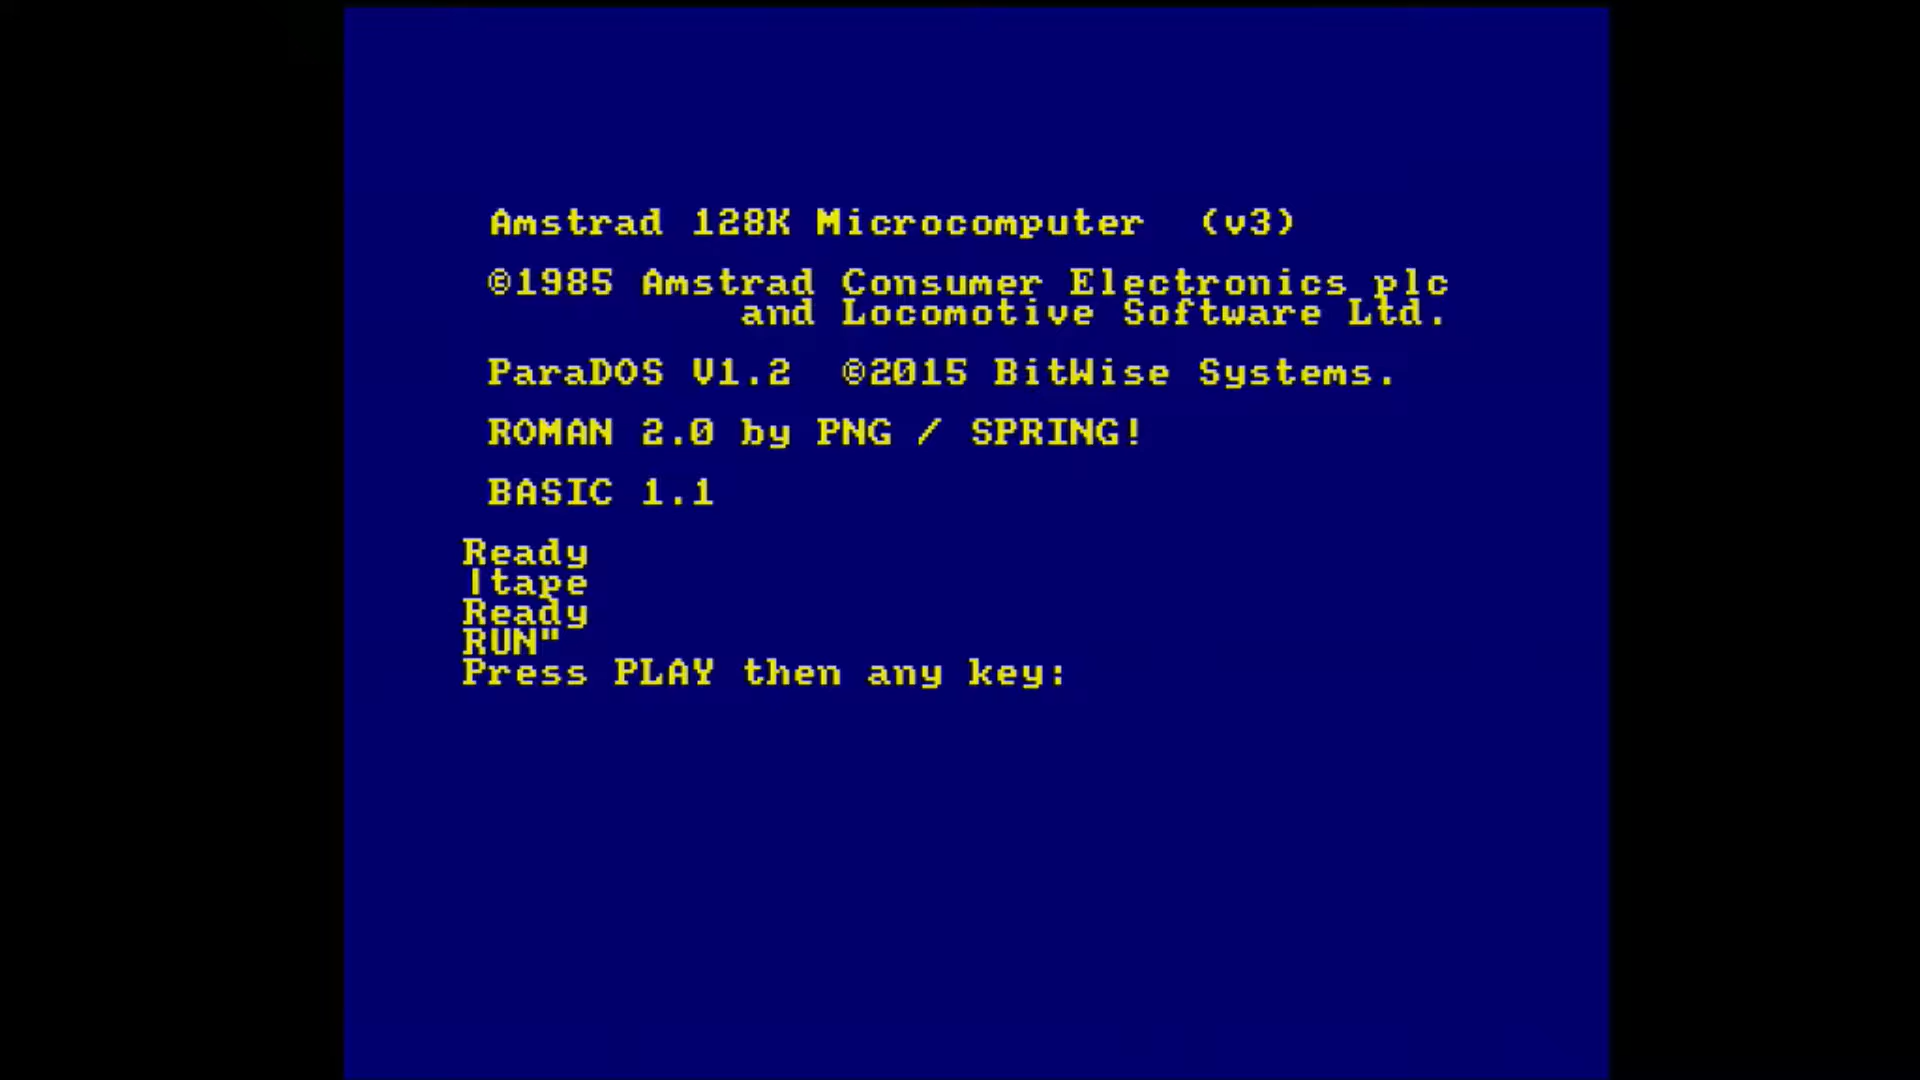 Amstrad 128K Microcomputer  (v3)
©1985 Amstrad Consumer Electronics plc
and Locomotive Software Ltd.
ParaDOS V1.2  ©2015 BitWise Systems.
ROMAN 2.0 by PNG / SPRING!
BASIC 1.1
Ready
|tape
Ready
RUN"
Press PLAY then any key: